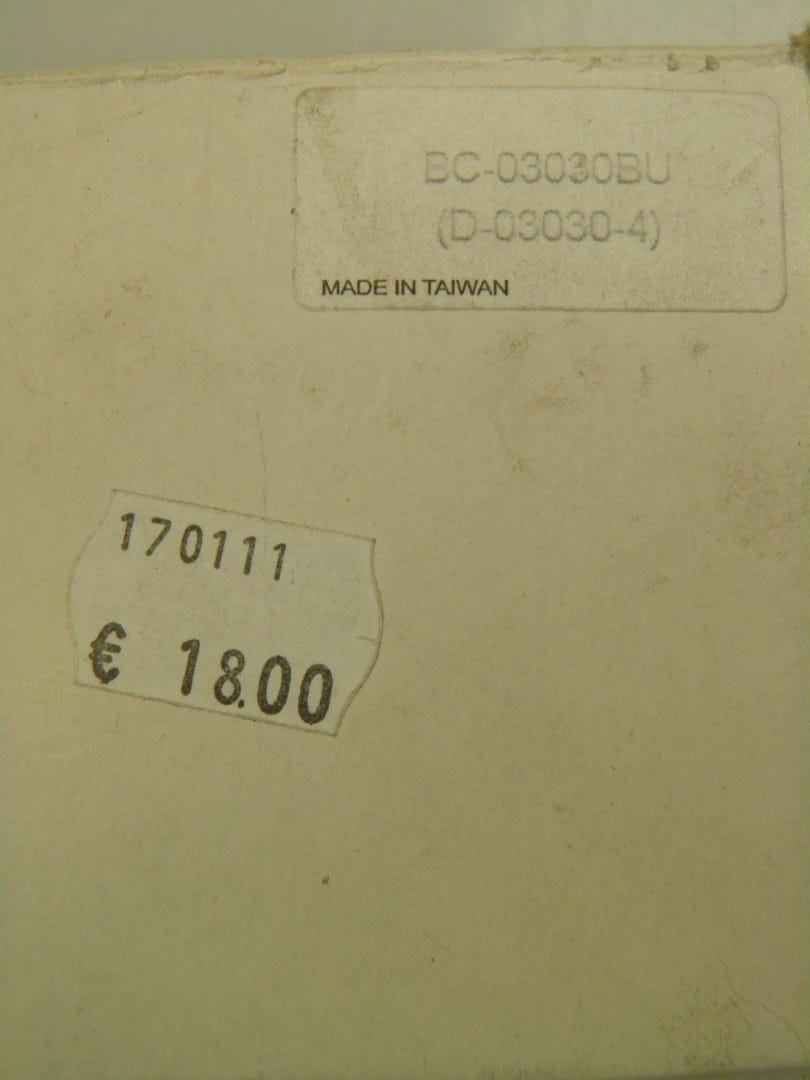 BC-03030BU
(D-03030-4)
MADE IN TAIWAN
170111
€ 18.00